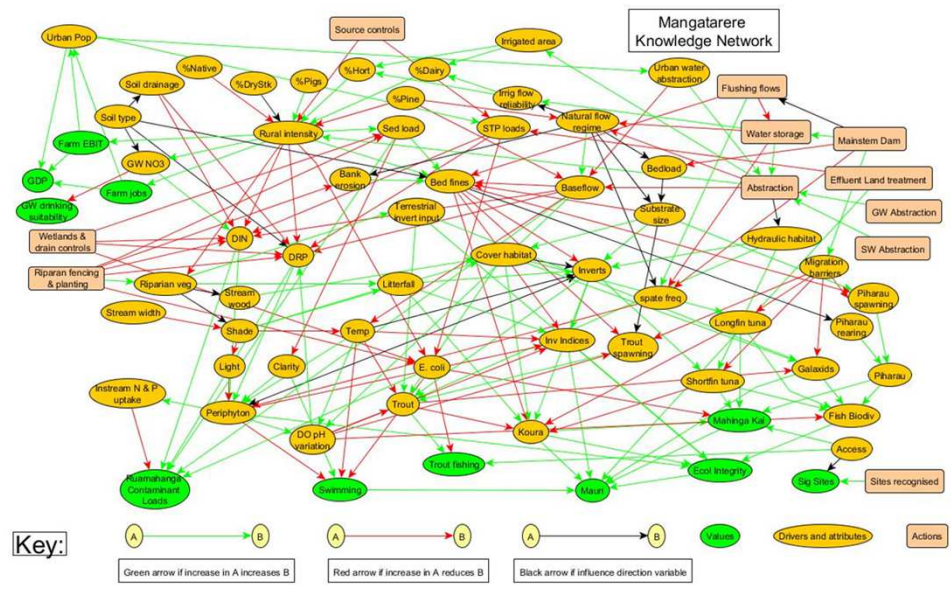 Mangatarere
Knowledge Network
Urban Pop
Source controls
Irrigated area
%Native
%DryStk
%Pigs
%Hort
%Dairy
Urban water
abstraction
Soil drainage
%Pine
Irrig flow
reliability
Flushing flows
Soil type
Rural intensity
Sed load
STP loads
Natural flow
regime
Water storage
Mainstem Dam
Farm EBIT
GW NO3
Bank
erosion
Bed fines
Baseflow
Bedload
Abstraction
Effluent Land treatment
GDP
Farm jobs
GW drinking
suitability
Terrestrial
invert input
Substrate
size
GW Abstraction
Wetlands &
drain controls
DIN
DRP
Hydraulic habitat
SW Abstraction
Cover habitat
Inverts
Migration
barriers
Riparan fencing
& planting
Riparian veg
Stream
wood
Litterfall
spate freq
Piharau
spawning
Stream width
Shade
Temp
Inv Indices
Trout
spawning
Longfin tuna
Piharau
rearing
Light
Clarity
E. coli
Shortfin tuna
Galaxids
Piharau
Instream N & P
uptake
Periphyton
Trout
DO pH
variation
Koura
Mahinga Kai
Fish Biodiv
Access
Trout fishing
Ecol Integrity
Ruamahanga
Contaminant
Loads
Swimming
Mauri
Sig Sites
Sites recognised
Key:
A
B
A
B
A
B
Values
Drivers and attributes
Actions
Green arrow if increase in A increases B
Red arrow if increase in A reduces B
Black arrow if influence direction variable